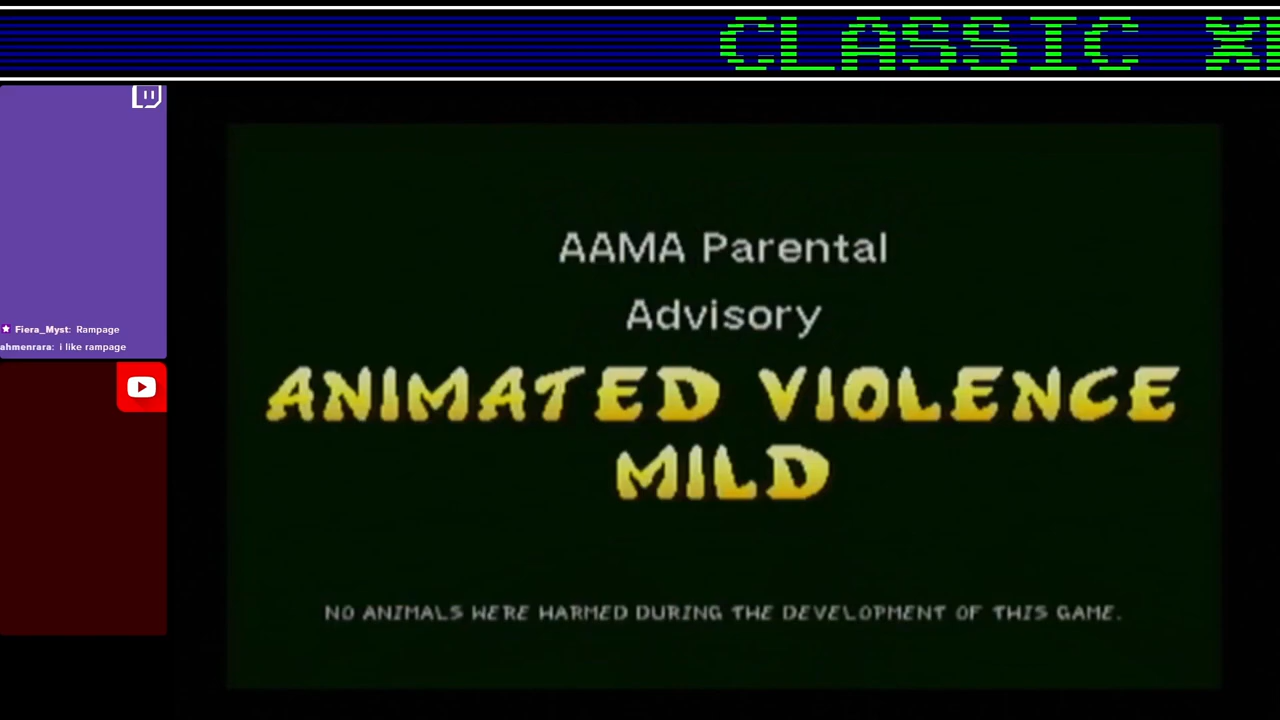 CLASSIC
Fiera_Myst: Rampage
ahmenrara: i like rampage
AAMA Parental
Advisory
ANIMATED VIOLENCE
MILD
NO ANIMALS WERE HARMED DURING THE DEVELOPMENT OF THIS GAME.